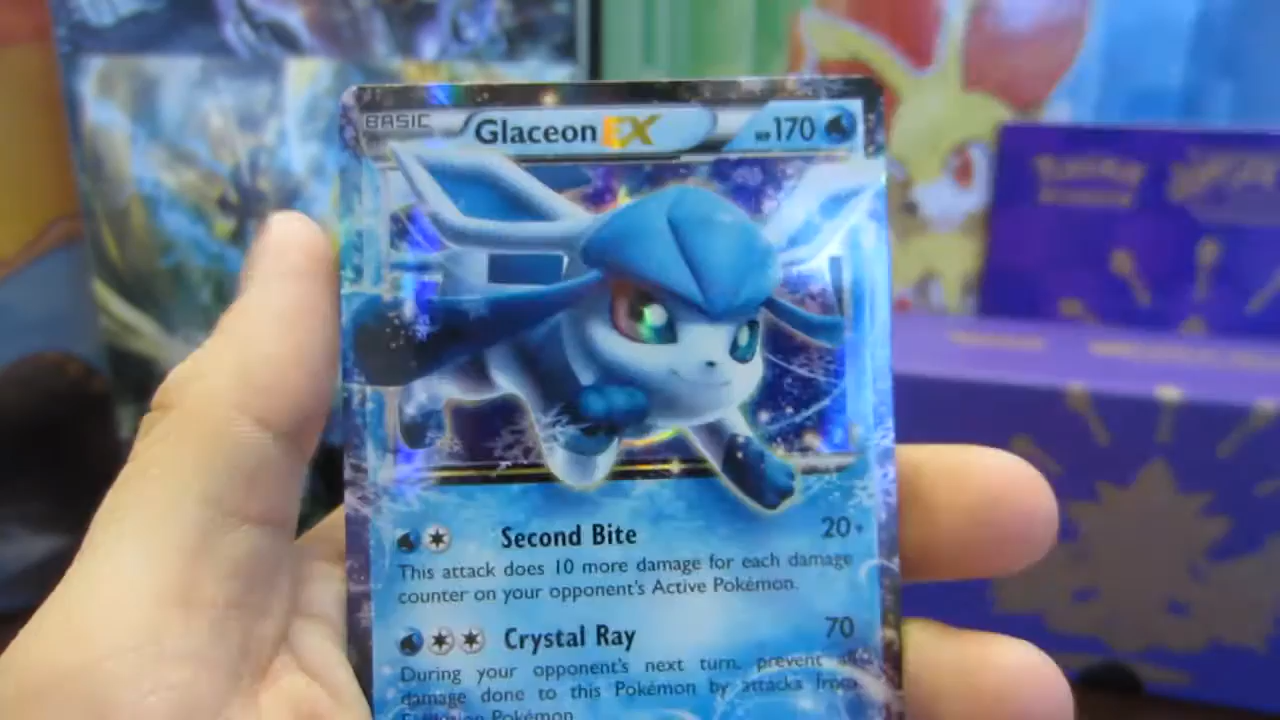 BASIC Glaceon EX HP170
Second Bite 20+
This attack does 10 more damage for each damage
counter on your opponent's Active Pokémon.
Crystal Ray 70
During your opponent's next turn, prevent all
damage done to this Pokémon by attacks from
Evolution Pokémon.
Pokémon